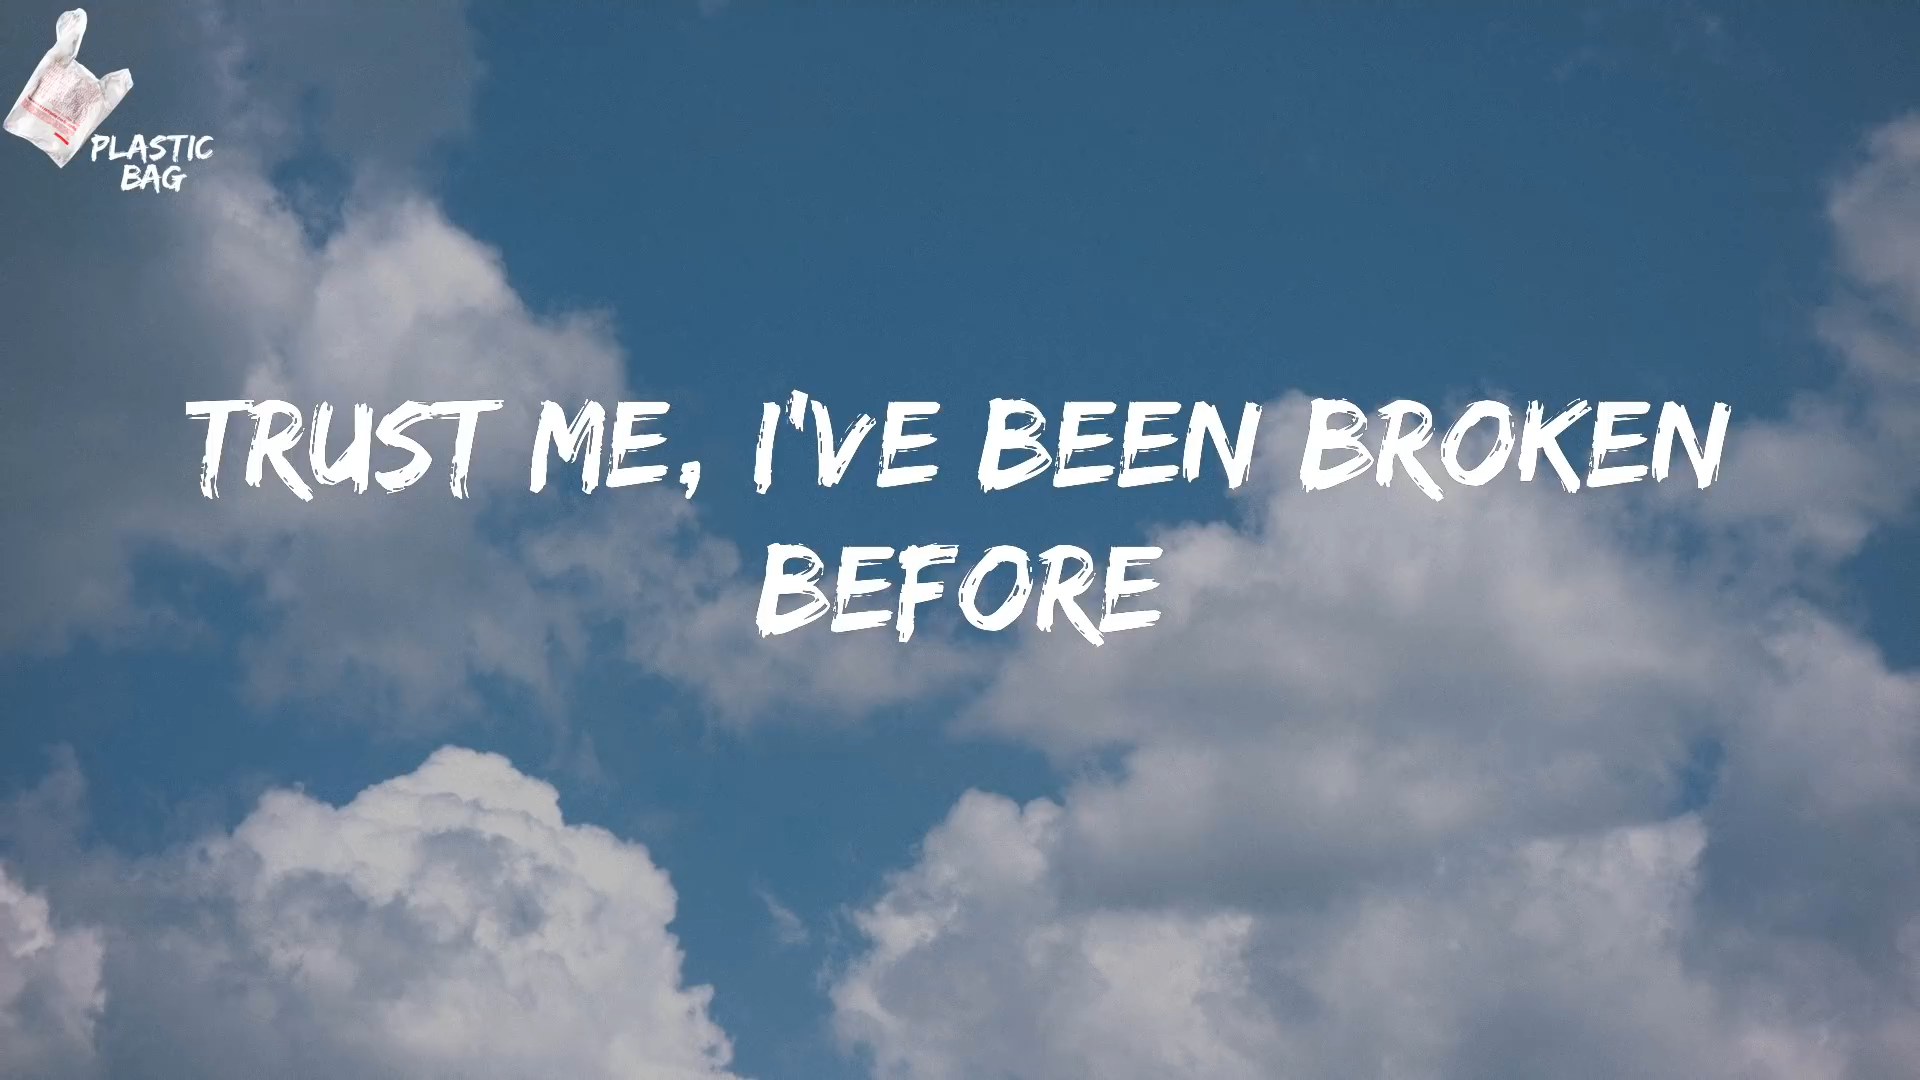 PLASTIC
BAG
TRUST ME, I'VE BEEN BROKEN
BEFORE